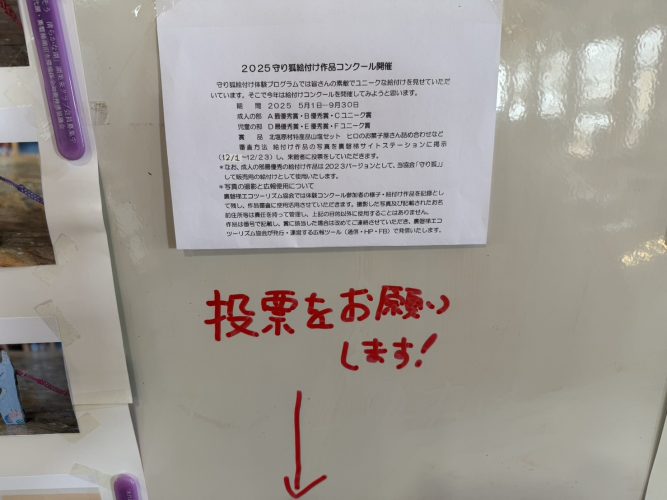 2025守り狐絵付け作品コンクール開催
守り狐絵付け体験プログラムでは皆さんの素敵でユニークな絵付けを見せていただ
いています。そこで今年は絵付けコンクールを開催してみようと思います。
期 間 2025 5月1日―9月30日
成人の部 A最優秀賞・B優秀賞・Cユニーク賞
児童の部 D最優秀賞・E優秀賞・Fユニーク賞
賞 品 北塩原村特産品山塩セット ヒロのお菓子屋さん詰め合わせなど
審査方法 絵付け作品の写真を裏磐梯サイトステーションに掲示
(12/1~12/23)し、来館者に投票をしていただきます。
*なお、成人の部最優秀の絵付け作品は2023バージョンとして、当協会「守り狐」」
して販売用の絵付けとして使用いたします。
*写真の撮影と広報使用について
裏磐梯エコツーリズム協会では体験コンクール参加者の様子・絵付け作品を記録とし
て残し、作品審査に使用活用させていただきます。撮影した写真及び記載されたお名
前住所等は責任を持って管理し、上記の目的以外に使用することはありません。
作品は番号で記載し、賞に該当した場合は改めてご連絡させていただき、裏磐梯エコ
ツーリズム協会が発行・運営する広報ツール(通信・HP・FB)で発信いたします。
投票をお願い
します!